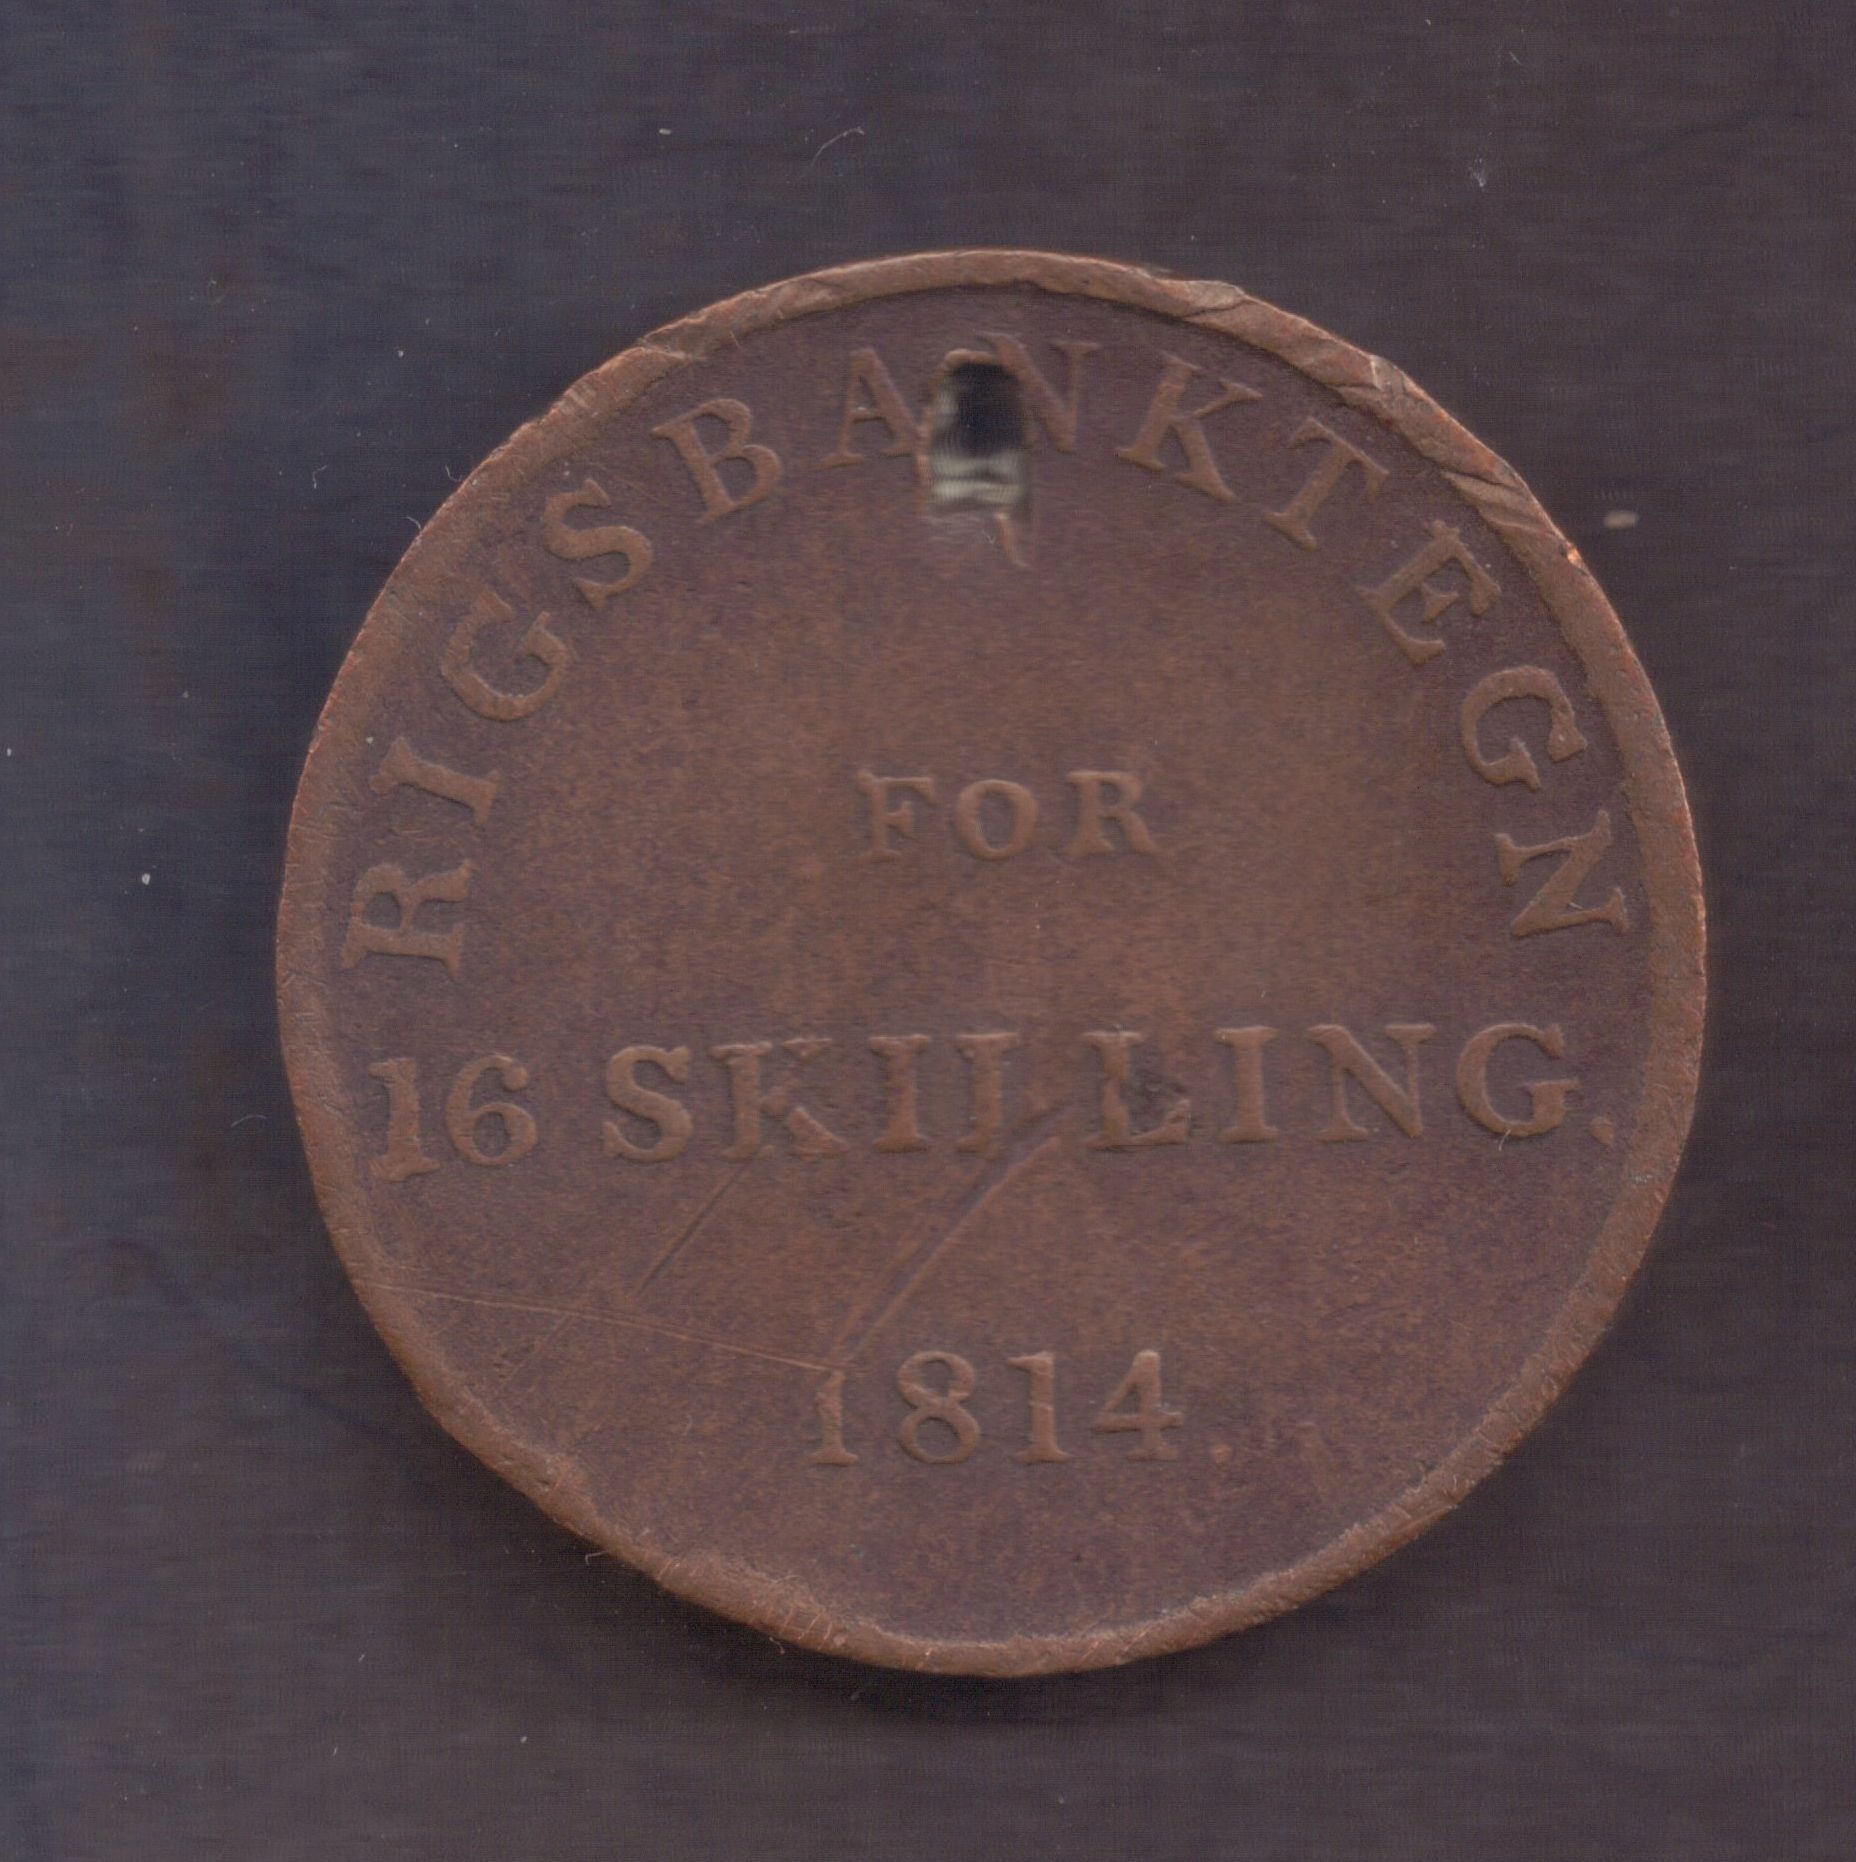 RIGSBANKTEGN
FOR
16 SKILLING.
1814